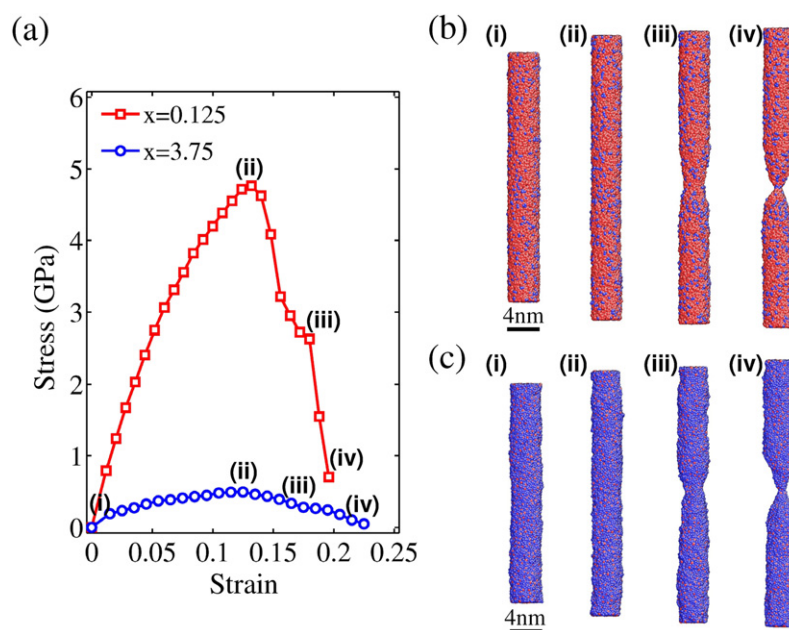 (a)
6
5
4
3
2
1
0
Stress (GPa)
x=0.125
x=3.75
(ii)
(iii)
(iv)
(i)
(ii)
(iii)
(iv)
0 0.05 0.1 0.15 0.2 0.25
Strain
(b)
(i) (ii) (iii) (iv)
4nm
(c)
(i) (ii) (iii) (iv)
4nm